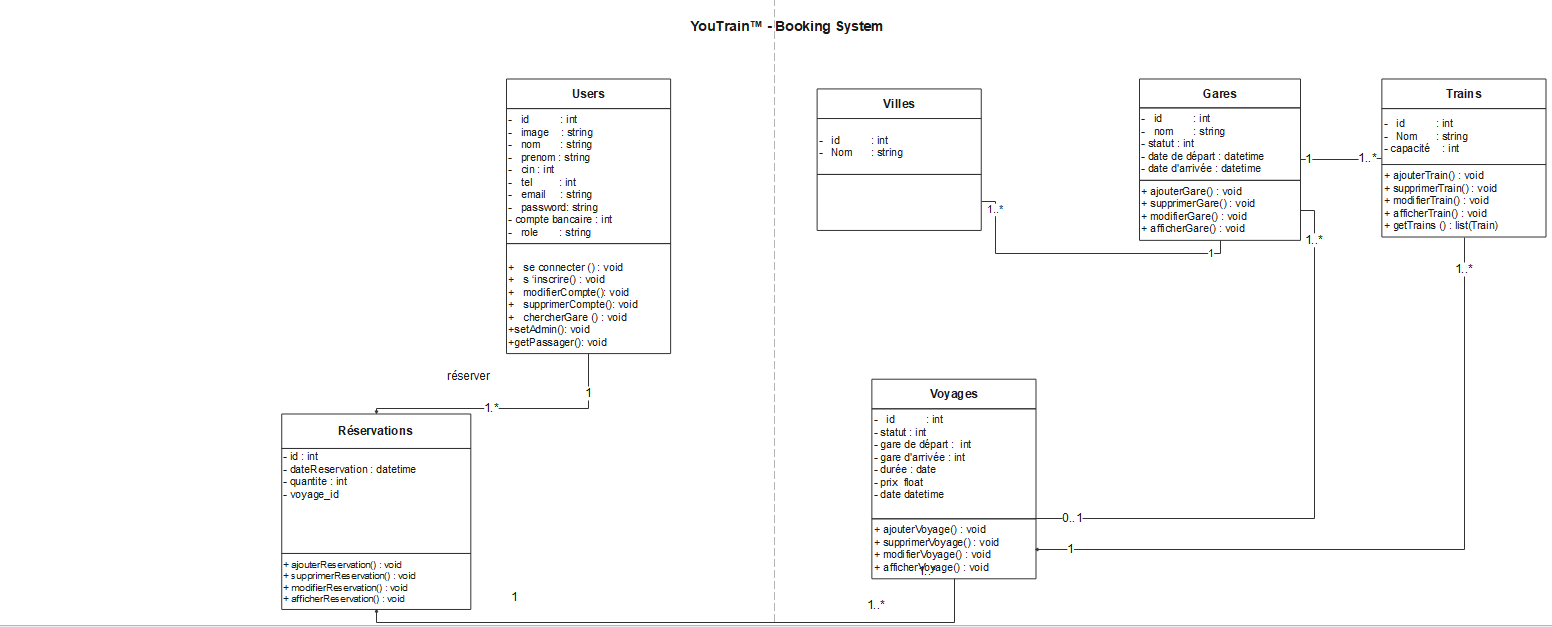 YouTrain™ - Booking System
Users
- id : int
- image : string
- nom : string
- prenom : string
- cin : int
- tel : int
- email : string
- password: string
- compte bancaire : int
- role : string
+ se connecter () : void
+ s 'inscrire() : void
+ modifierCompte(): void
+ supprimerCompte(): void
+ chercherGare () : void
+setAdmin(): void
+getPassager(): void
Villes
- id : int
- Nom : string
Gares
- id : int
- nom : string
- statut : int
- date de départ : datetime
- date d'arrivée : datetime
+ ajouterGare() : void
+ supprimerGare() : void
+ modifierGare() : void
+ afficherGare() : void
Trains
- id : int
- Nom : string
- capacité : int
+ ajouterTrain() : void
+ supprimerTrain() : void
+ modifierTrain() : void
+ afficherTrain() : void
+ getTrains () : list(Train)
1
1..*
1..*
1
1..*
1..*
réserver
1
1..*
Réservations
- id : int
- dateReservation : datetime
- quantite : int
- voyage_id
+ ajouterReservation() : void
+ supprimerReservation() : void
+ modifierReservation() : void
+ afficherReservation() : void
Voyages
- id : int
- statut : int
- gare de départ : int
- gare d'arrivée : int
- durée : date
- prix float
- date datetime
+ ajouterVoyage() : void
+ supprimerVoyage() : void
+ modifierVoyage() : void
+ afficherVoyage() : void
1..*
0..1
1
1
1..*